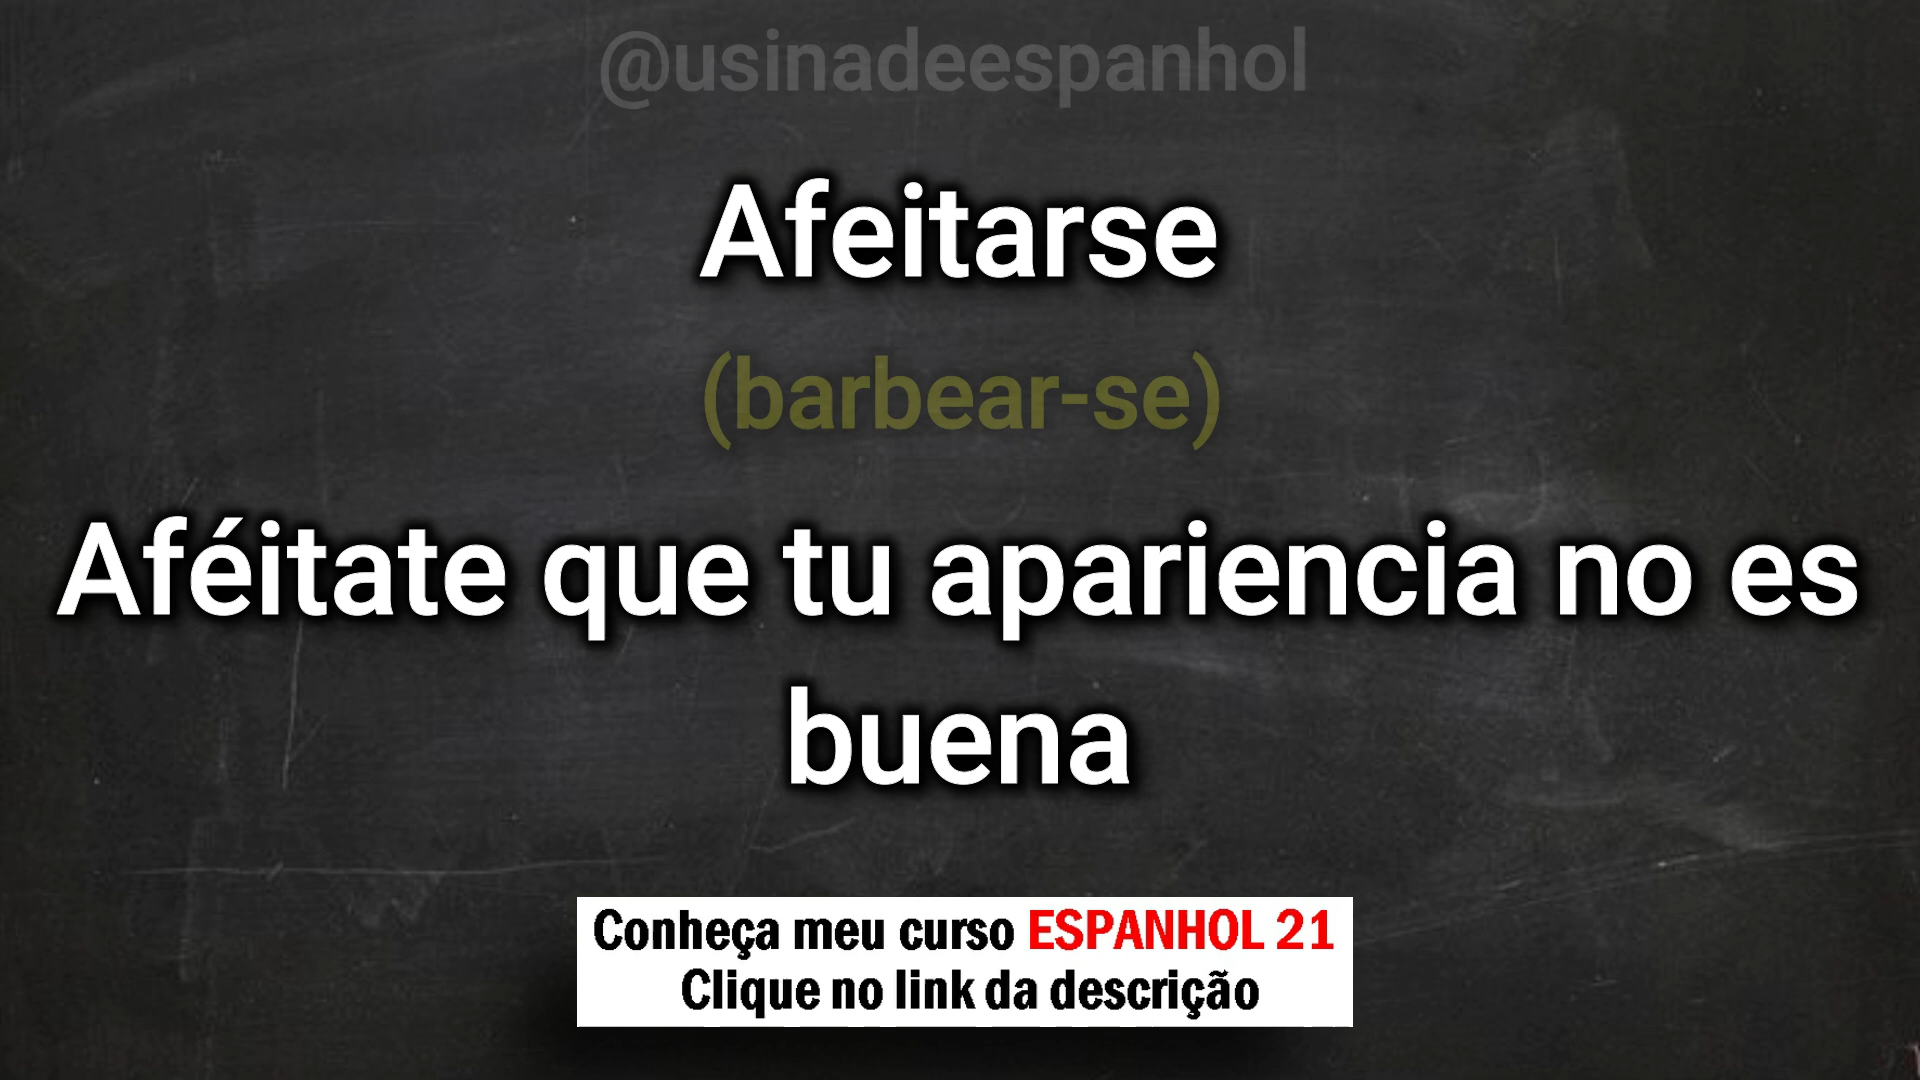 @usinadeespanhol
Afeitarse
(barbear-se)
Aféitate que tu apariencia no es
buena
Conheça meu curso ESPANHOL 21
Clique no link da descrição